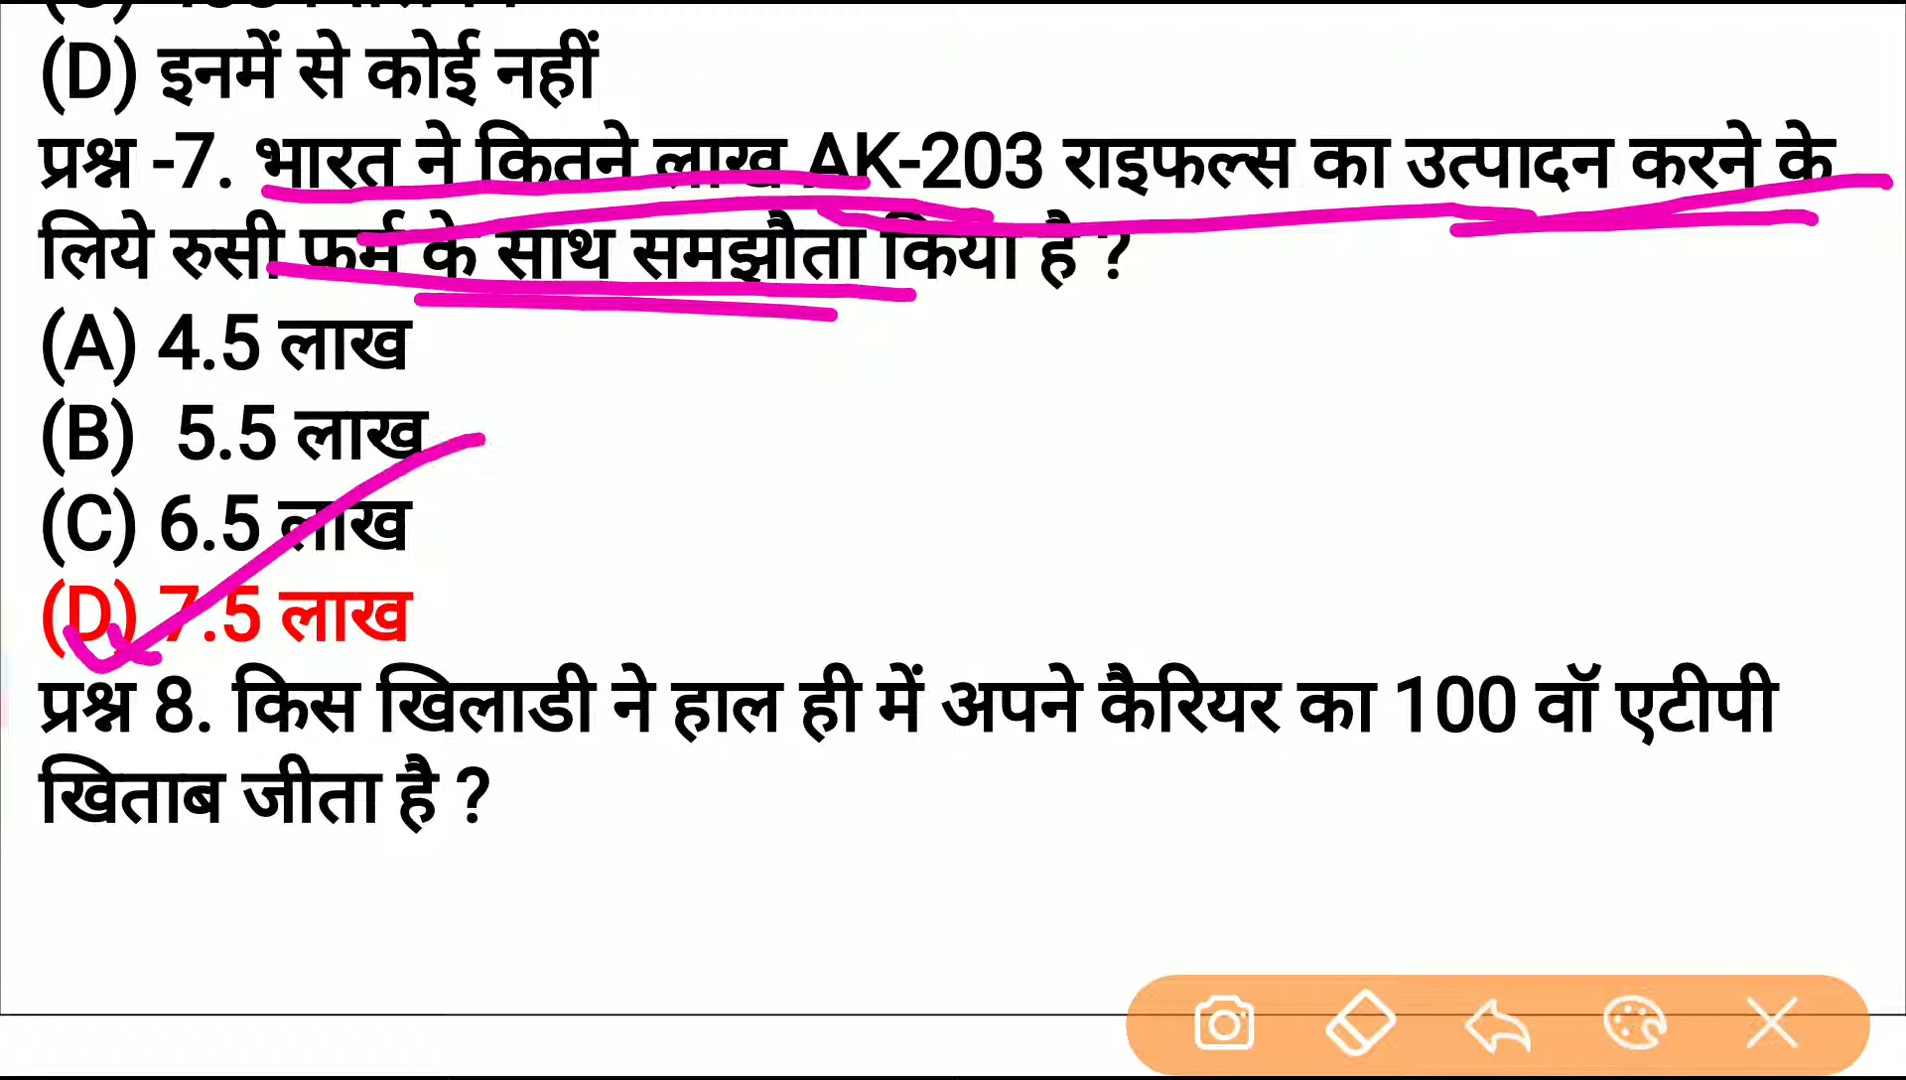 (D) इनमें से कोई नहीं
प्रश्न -7. भारत ने कितने लाख AK-203 राइफल्स का उत्पादन करने के
लिये रुसी फर्म के साथ समझौता किया है ?
(A) 4.5 लाख
(B) 5.5 लाख
(C) 6.5 लाख
(D) 7.5 लाख
प्रश्न 8. किस खिलाडी ने हाल ही में अपने कैरियर का 100 वॉ एटीपी
खिताब जीता है ?